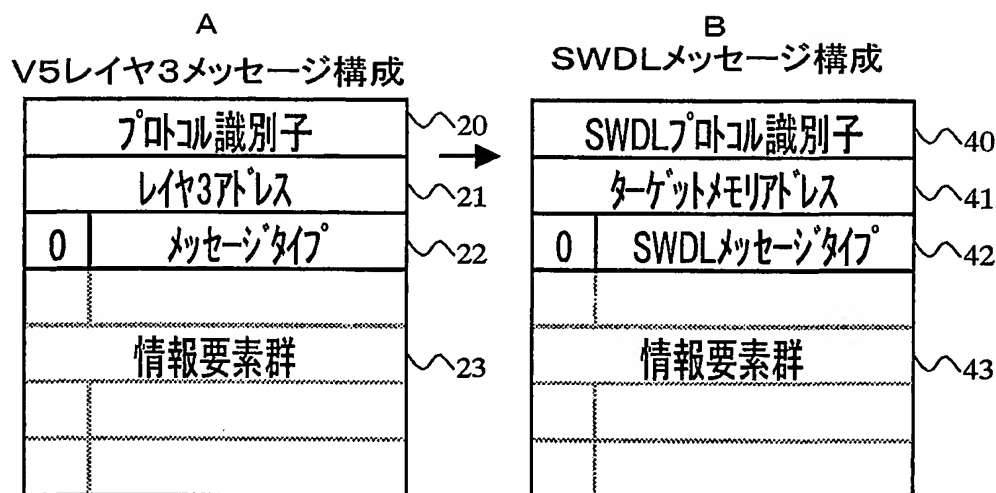 A
V5レイヤ3メッセージ構成
プロトコル識別子
20
レイヤ3アドレス
21
0 メッセージタイプ
22
情報要素群
23
B
SWDLメッセージ構成
SWDLプロトコル識別子
40
ターゲットメモリアドレス
41
0 SWDLメッセージタイプ
42
情報要素群
43